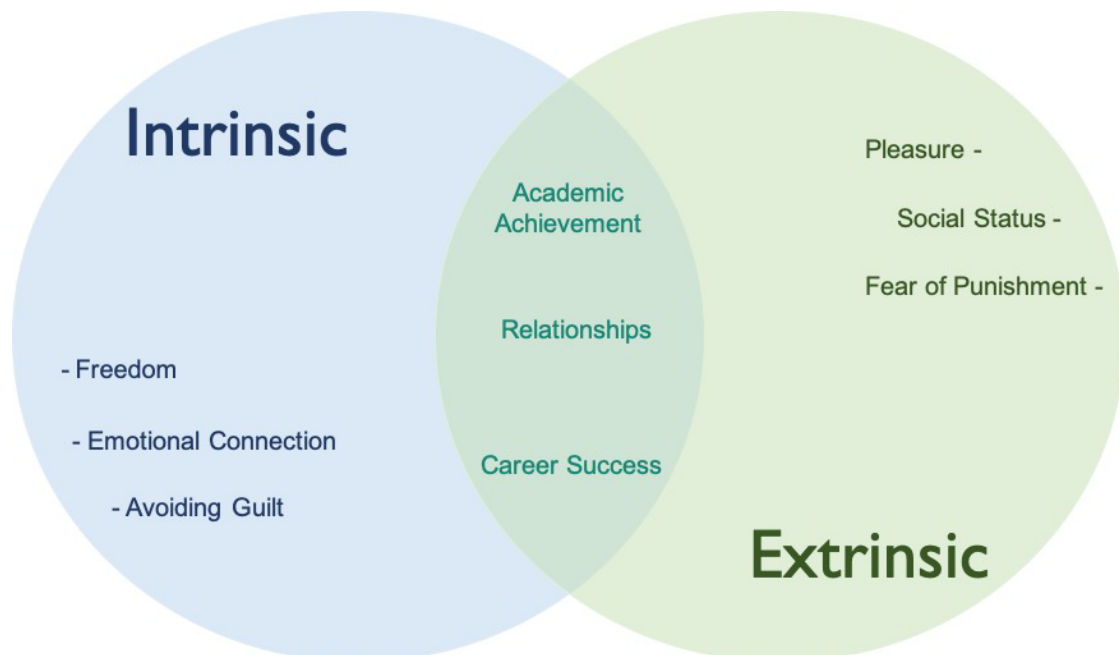 Intrinsic
- Freedom
- Emotional Connection
- Avoiding Guilt
Academic
Achievement
Relationships
Career Success
Pleasure -
Social Status -
Fear of Punishment -
Extrinsic